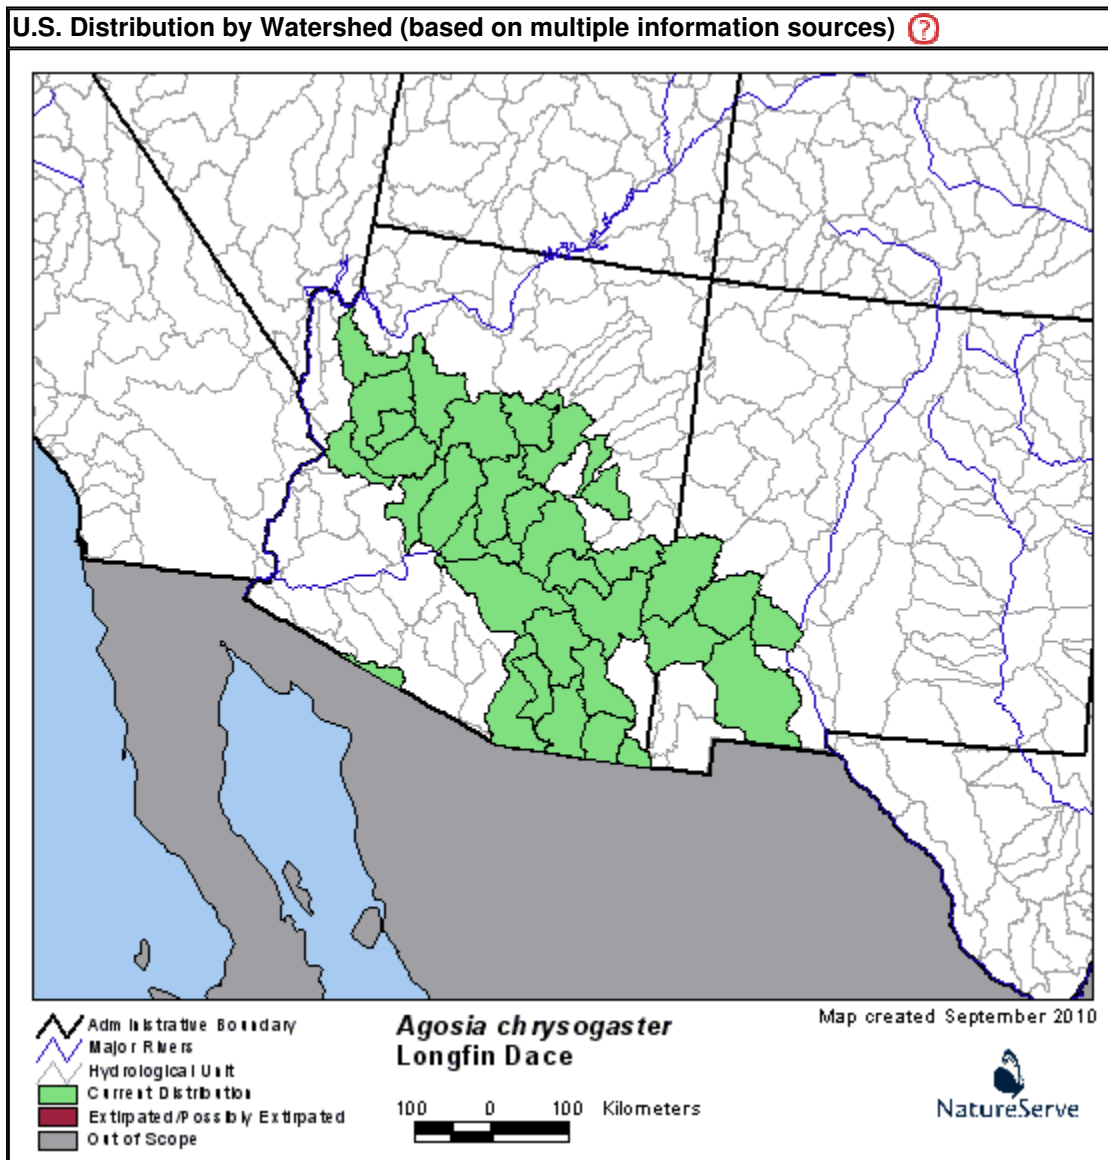 U.S. Distribution by Watershed (based on multiple information sources) ?
Administrative Boundary
Major Rivers
Hydrological Unit
Current Distribution
Extirpated/Possibly Extirpated
Out of Scope
Agosia chrysogaster
Longfin Dace
100 0 100 Kilometers
Map created September 2010
NatureServe